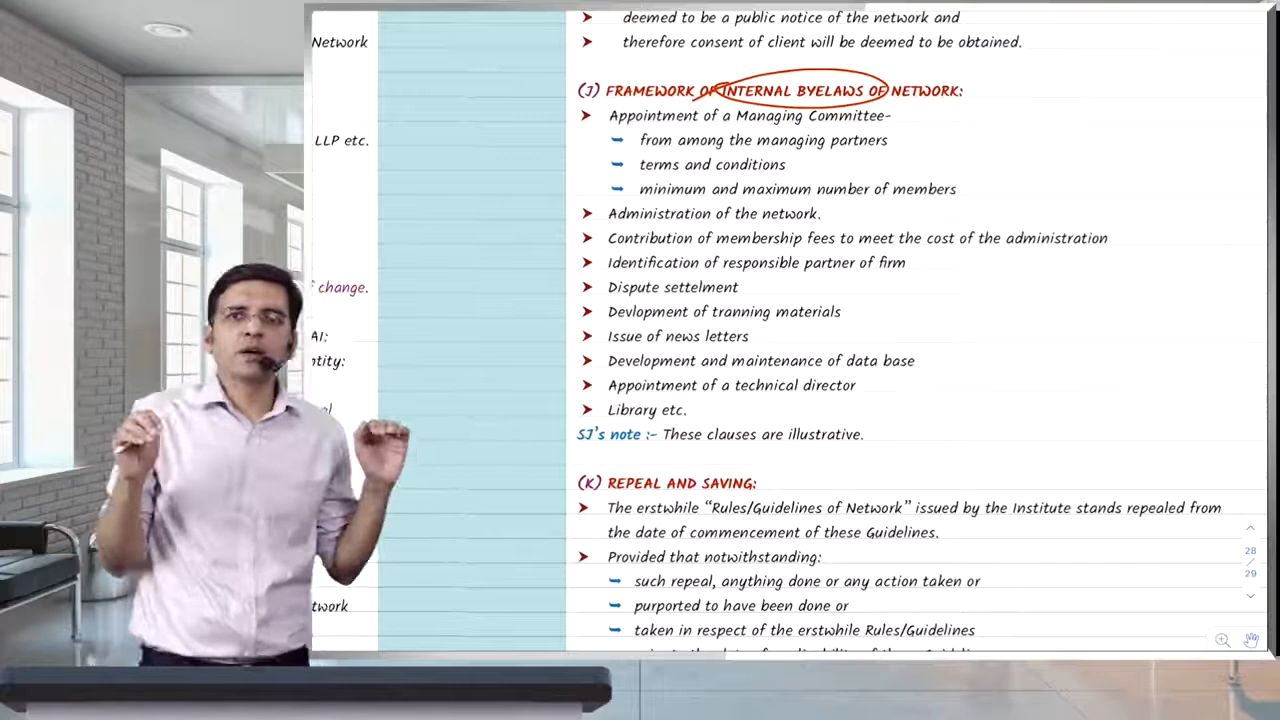 Network
LLP etc.
change.
AI:
ntity:
twork
deemed to be a public notice of the network and
therefore consent of client will be deemed to be obtained.
(J) FRAMEWORK OF INTERNAL BYELAWS OF NETWORK:
Appointment of a Managing Committee-
from among the managing partners
terms and conditions
minimum and maximum number of members
Administration of the network.
Contribution of membership fees to meet the cost of the administration
Identification of responsible partner of firm
Dispute settelment
Devlopment of tranning materials
Issue of news letters
Development and maintenance of data base
Appointment of a technical director
Library etc.
SJ's note :- These clauses are illustrative.
(K) REPEAL AND SAVING:
The erstwhile "Rules/Guidelines of Network" issued by the Institute stands repealed from
the date of commencement of these Guidelines.
Provided that notwithstanding:
such repeal, anything done or any action taken or
purported to have been done or
taken in respect of the erstwhile Rules/Guidelines
28
/
29